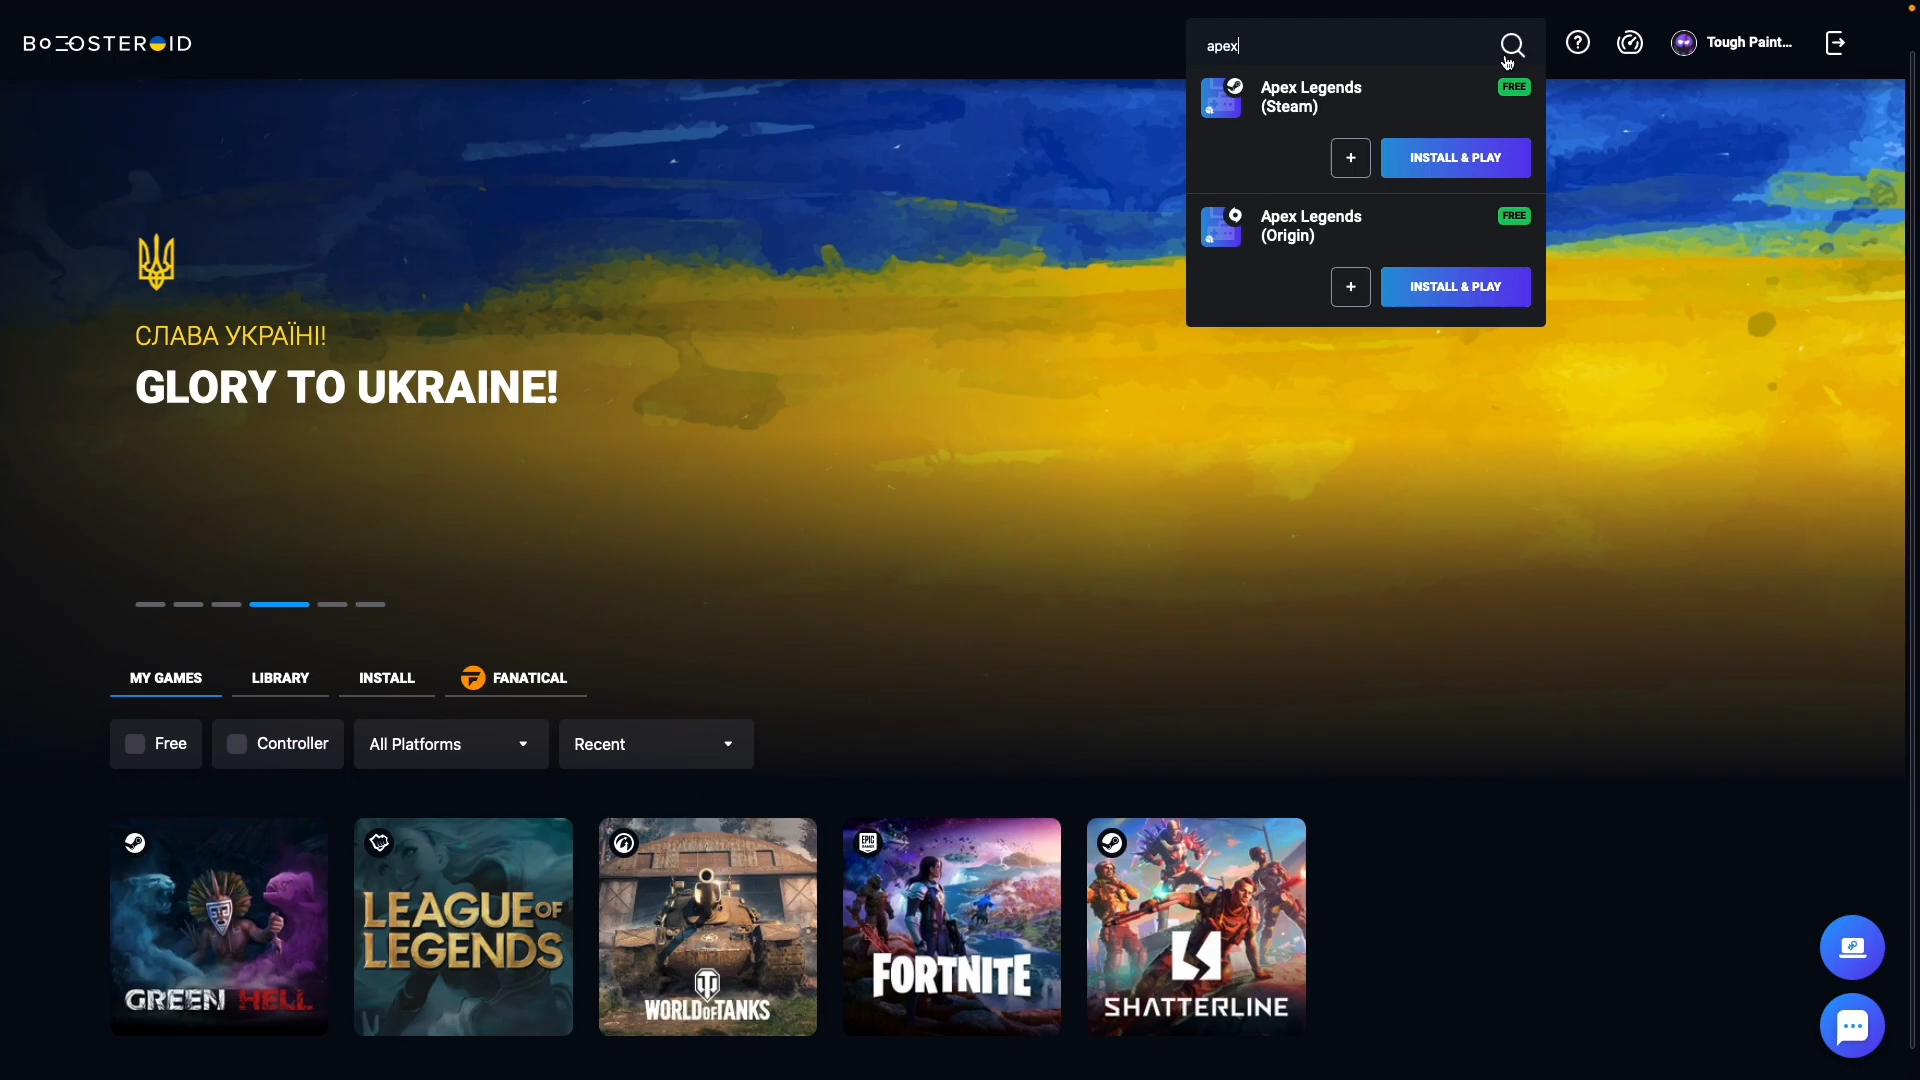 BOOSTEROID
apex
Tough Paint...
Apex Legends
(Steam)
FREE
+
INSTALL & PLAY
Apex Legends
(Origin)
FREE
+
INSTALL & PLAY
СЛАВА УКРАЇНІ!
GLORY TO UKRAINE!
MY GAMES
LIBRARY
INSTALL
FANATICAL
Free
Controller
All Platforms
Recent
GREEN HELL
LEAGUE OF
LEGENDS
WORLD OF TANKS
EPIC
GAMES
FORTNITE
SHATTERLINE